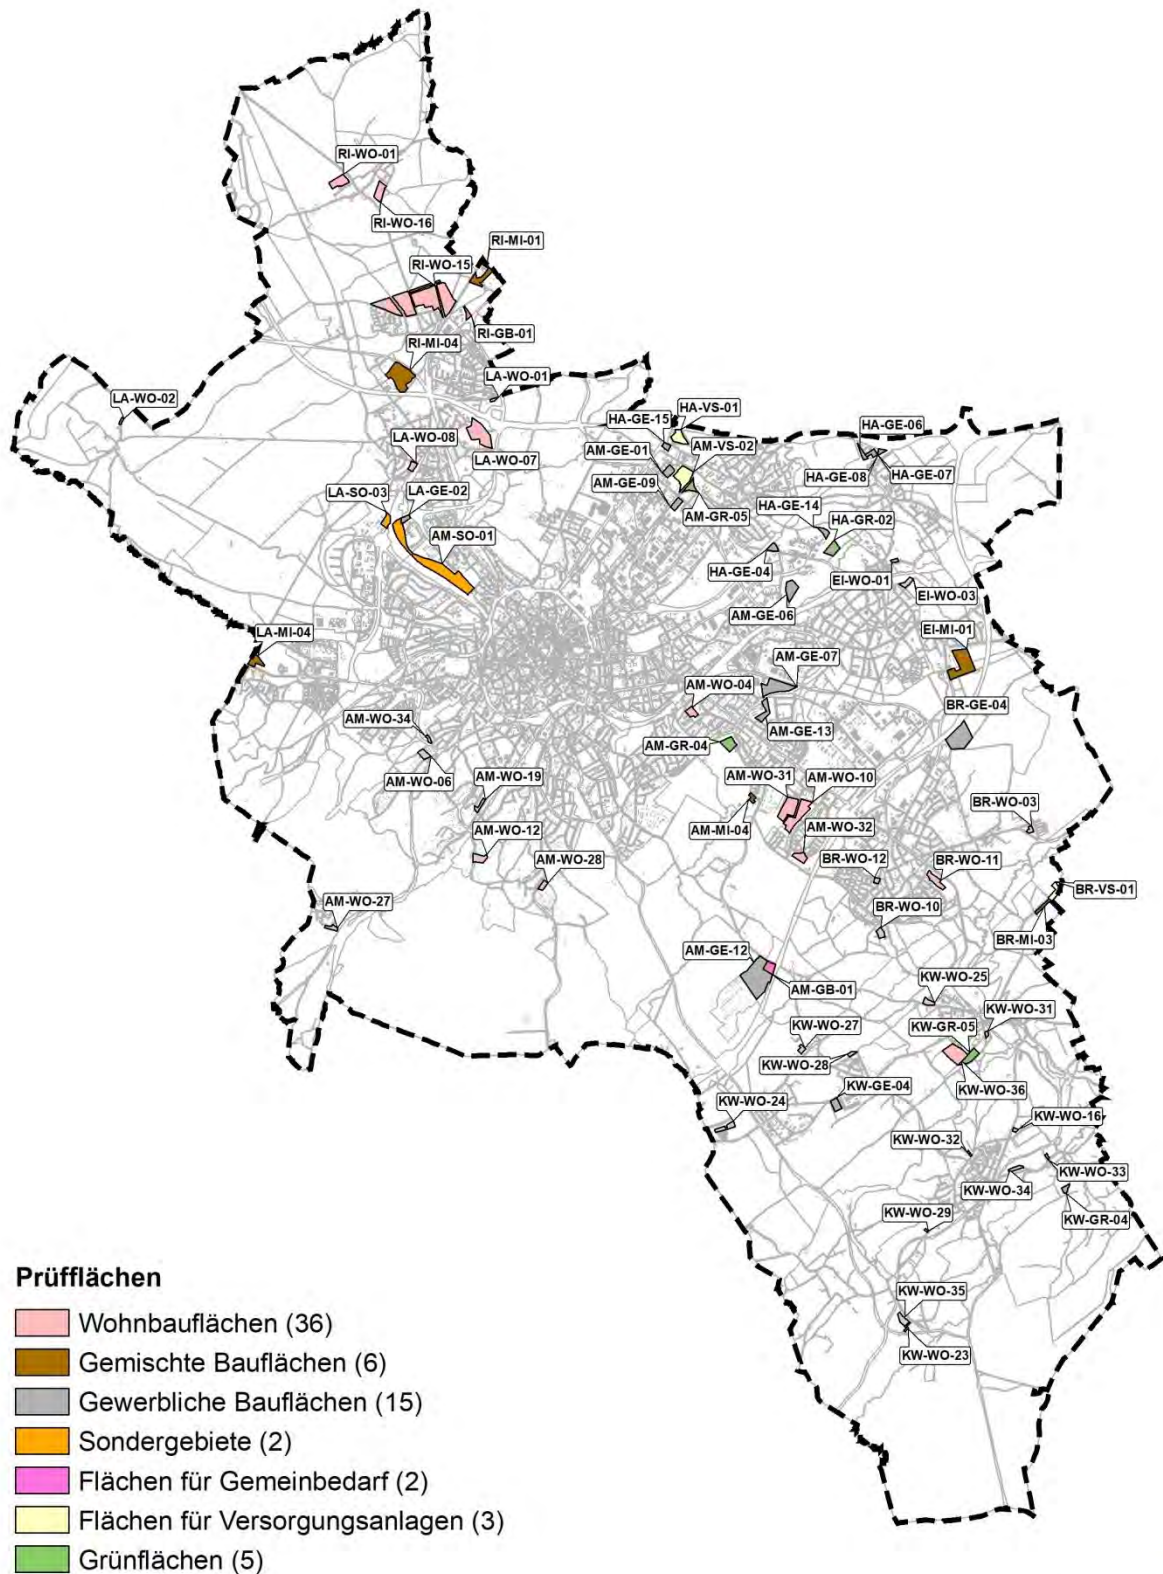 RI-WO-01
RI-WO-16
RI-MI-01
RI-WO-15
RI-GB-01
RI-MI-04
LA-WO-01
LA-WO-02
HA-VS-01
HA-GE-15
HA-GE-06
LA-WO-08
LA-WO-07
AM-GE-01
AM-VS-02
HA-GE-08
HA-GE-07
AM-GE-09
LA-SO-03
LA-GE-02
AM-GR-05
HA-GE-14
HA-GR-02
AM-SO-01
HA-GE-04
EI-WO-01
EI-WO-03
AM-GE-06
LA-MI-04
EI-MI-01
AM-GE-07
AM-WO-04
BR-GE-04
AM-WO-34
AM-GE-13
AM-GR-04
AM-WO-06
AM-WO-19
AM-WO-31
AM-WO-10
BR-WO-03
AM-MI-04
AM-WO-32
AM-WO-12
AM-WO-28
BR-WO-12
BR-WO-11
BR-VS-01
AM-WO-27
BR-WO-10
BR-MI-03
AM-GE-12
AM-GB-01
KW-WO-25
KW-WO-31
KW-WO-27
KW-GR-05
KW-WO-28
KW-GE-04
KW-WO-36
KW-WO-24
KW-WO-16
KW-WO-32
KW-WO-33
KW-WO-34
KW-GR-04
KW-WO-29
KW-WO-35
KW-WO-23
Prüfflächen
Wohnbauflächen (36)
Gemischte Bauflächen (6)
Gewerbliche Bauflächen (15)
Sondergebiete (2)
Flächen für Gemeinbedarf (2)
Flächen für Versorgungsanlagen (3)
Grünflächen (5)